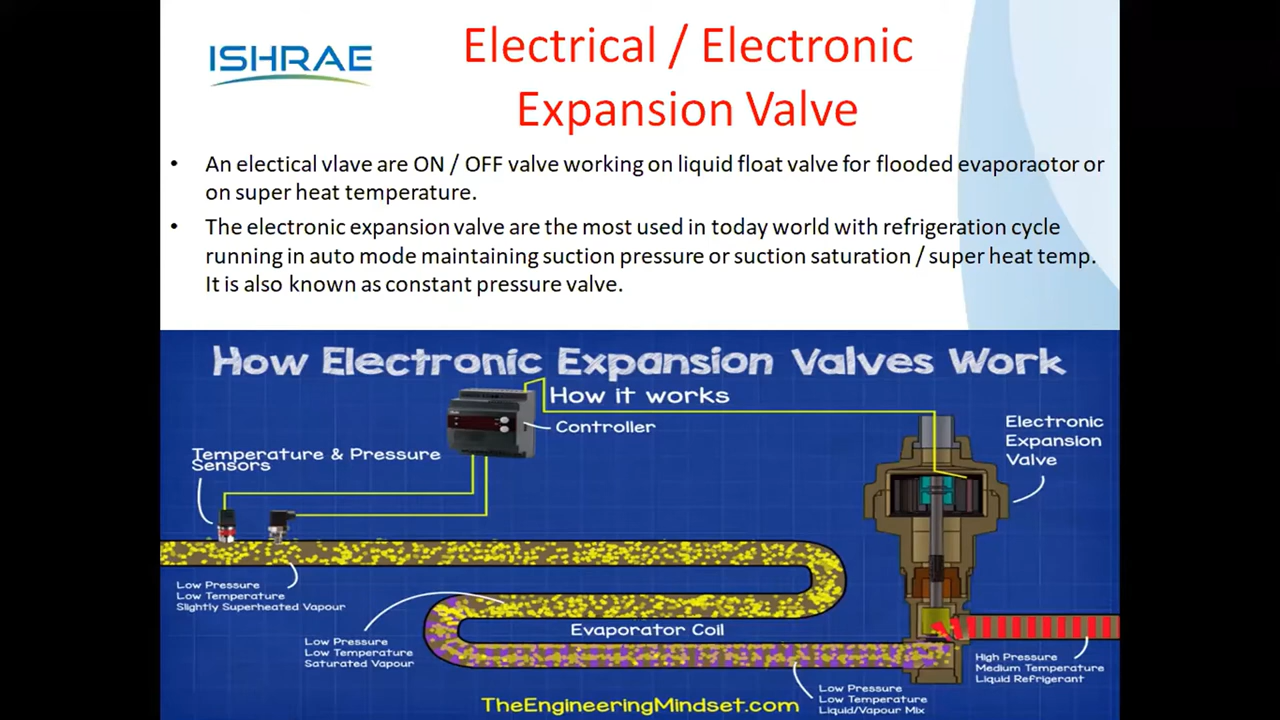 ISHRAE
Electrical / Electronic
Expansion Valve
• An electical vlave are ON / OFF valve working on liquid float valve for flooded evaporaotor or
on super heat temperature.
• The electronic expansion valve are the most used in today world with refrigeration cycle
running in auto mode maintaining suction pressure or suction saturation / super heat temp.
It is also known as constant pressure valve.
How Electronic Expansion Valves Work
How it works
Controller
Electronic
Expansion
Valve
Temperature & Pressure
Sensors
Low Pressure
Low Temperature
Slightly Superheated Vapour
Evaporator Coil
Low Pressure
Low Temperature
Saturated Vapour
High Pressure
Medium Temperature
Liquid Refrigerant
Low Pressure
Low Temperature
Liquid/Vapour Mix
TheEngineeringMindset.com